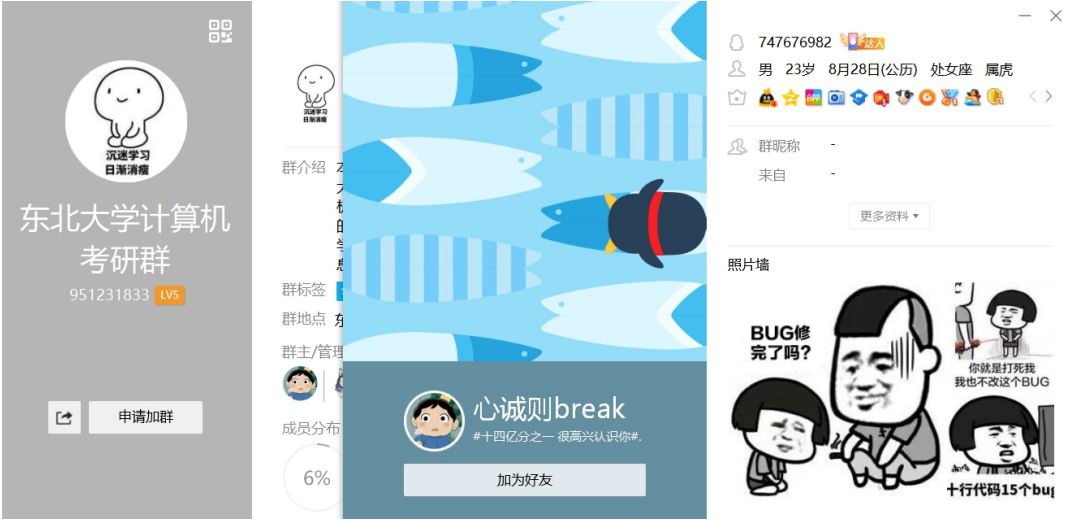 沉迷学习
日渐消瘦
东北大学计算机
考研群
951231833 LV5
申请加群
沉迷学习
日渐消瘦
群介绍
群标签
群地点
群主/管理
成员分布
6%
心诚则break
#十四亿分之一 很高兴认识你#.
加为好友
747676982 达人
男 23岁 8月28日(公历) 处女座 属虎
APP
群昵称 -
来自 -
更多资料
照片墙
BUG修
完了吗?
你就是打死我
我也不改这个BUG
十行代码15个bug